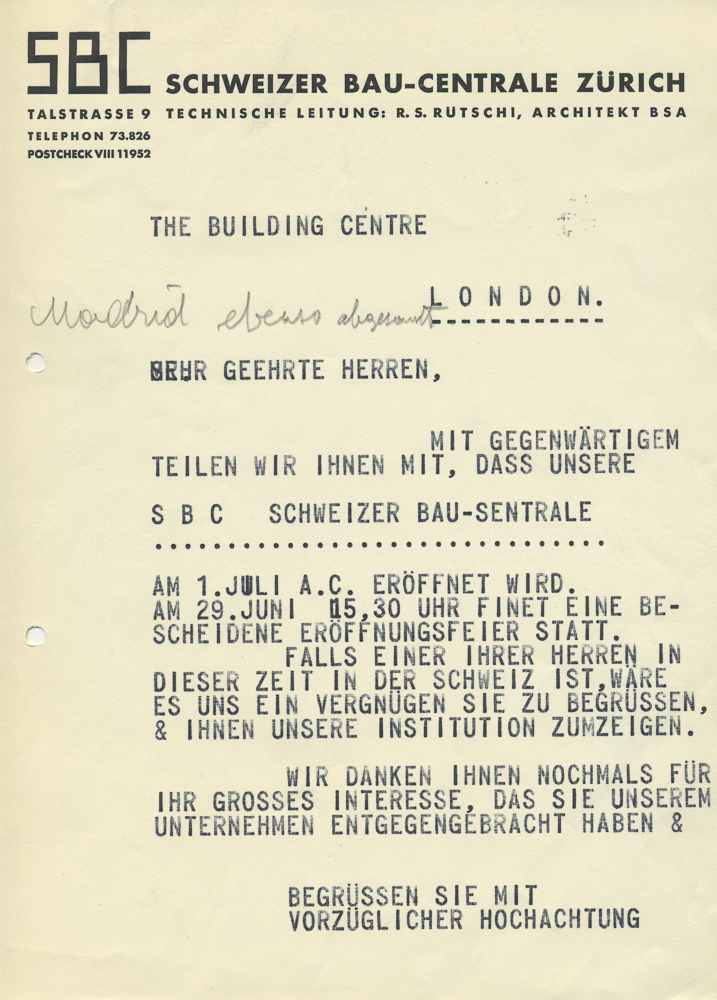 SBC SCHWEIZER BAU-CENTRALE ZÜRICH
TALSTRASSE 9 TECHNISCHE LEITUNG: R. S. RÜTSCHI, ARCHITEKT BSA
TELEPHON 73.826
POSTCHECK VIII 11952
THE BUILDING CENTRE
L O N D O N.
Madrid ebenso abgesandt
SEHR GEEHRTE HERREN,
MIT GEGENWÄRTIGEM
TEILEN WIR IHNEN MIT, DASS UNSERE
S B C SCHWEIZER BAU-SENTRALE
AM 1.JULI A.C. ERÖFFNET WIRD.
AM 29.JUNI 15,30 UHR FINET EINE BE-
SCHEIDENE ERÖFFNUNGSFEIER STATT.
FALLS EINER IHRER HERREN IN
DIESER ZEIT IN DER SCHWEIZ IST,WÄRE
ES UNS EIN VERGNÜGEN SIE ZU BEGRÜSSEN,
& IHNEN UNSERE INSTITUTION ZUMZEIGEN.
WIR DANKEN IHNEN NOCHMALS FÜR
IHR GROSSES INTERESSE, DAS SIE UNSEREM
UNTERNEHMEN ENTGEGENGEBRACHT HABEN &
BEGRÜSSEN SIE MIT
VORZÜGLICHER HOCHACHTUNG